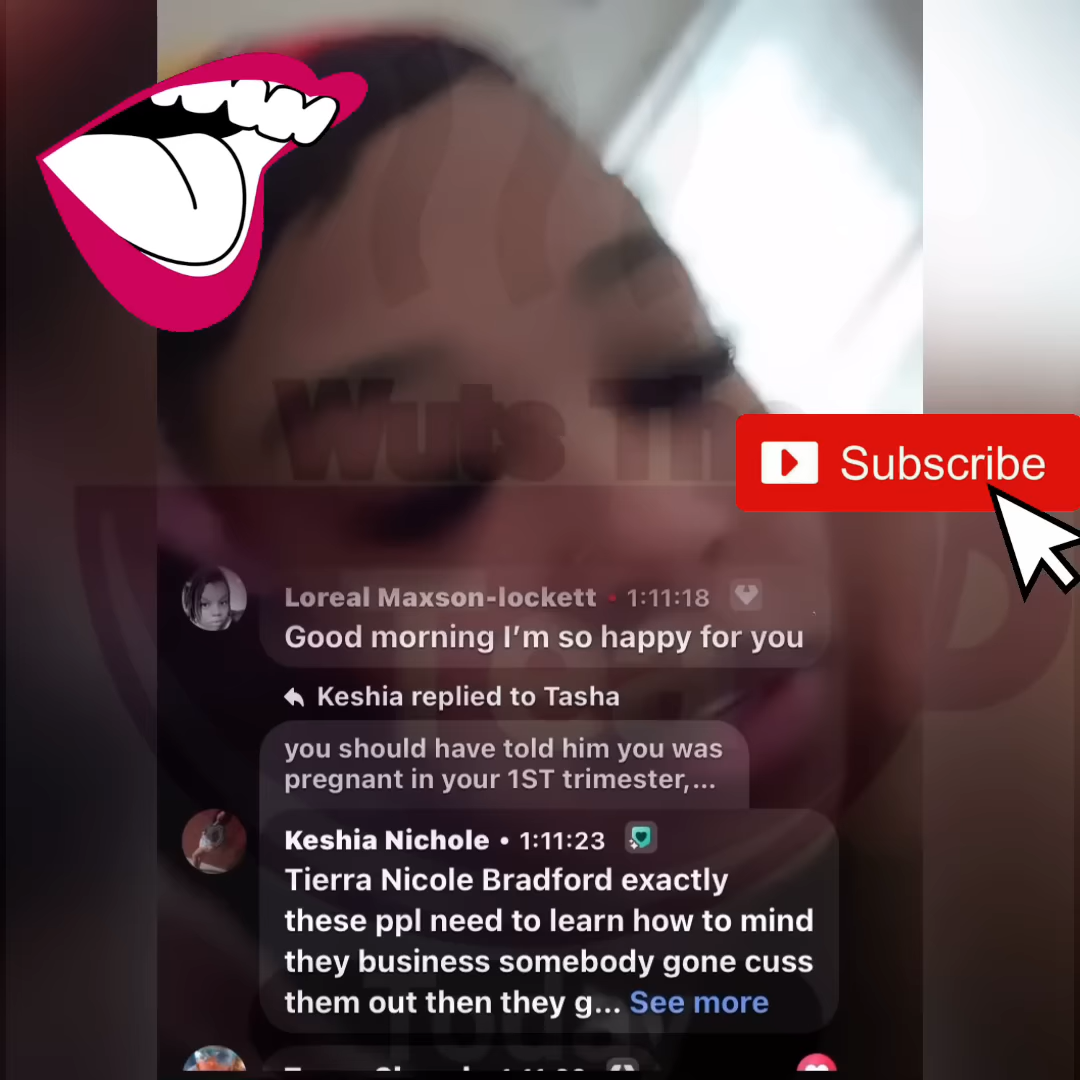 Wuts The
Subscribe
Loreal Maxson-lockett • 1:11:18
Good morning I’m so happy for you
Keshia replied to Tasha
you should have told him you was
pregnant in your 1ST trimester,...
Keshia Nichole • 1:11:23
Tierra Nicole Bradford exactly
these ppl need to learn how to mind
they business somebody gone cuss
them out then they g... See more
Today